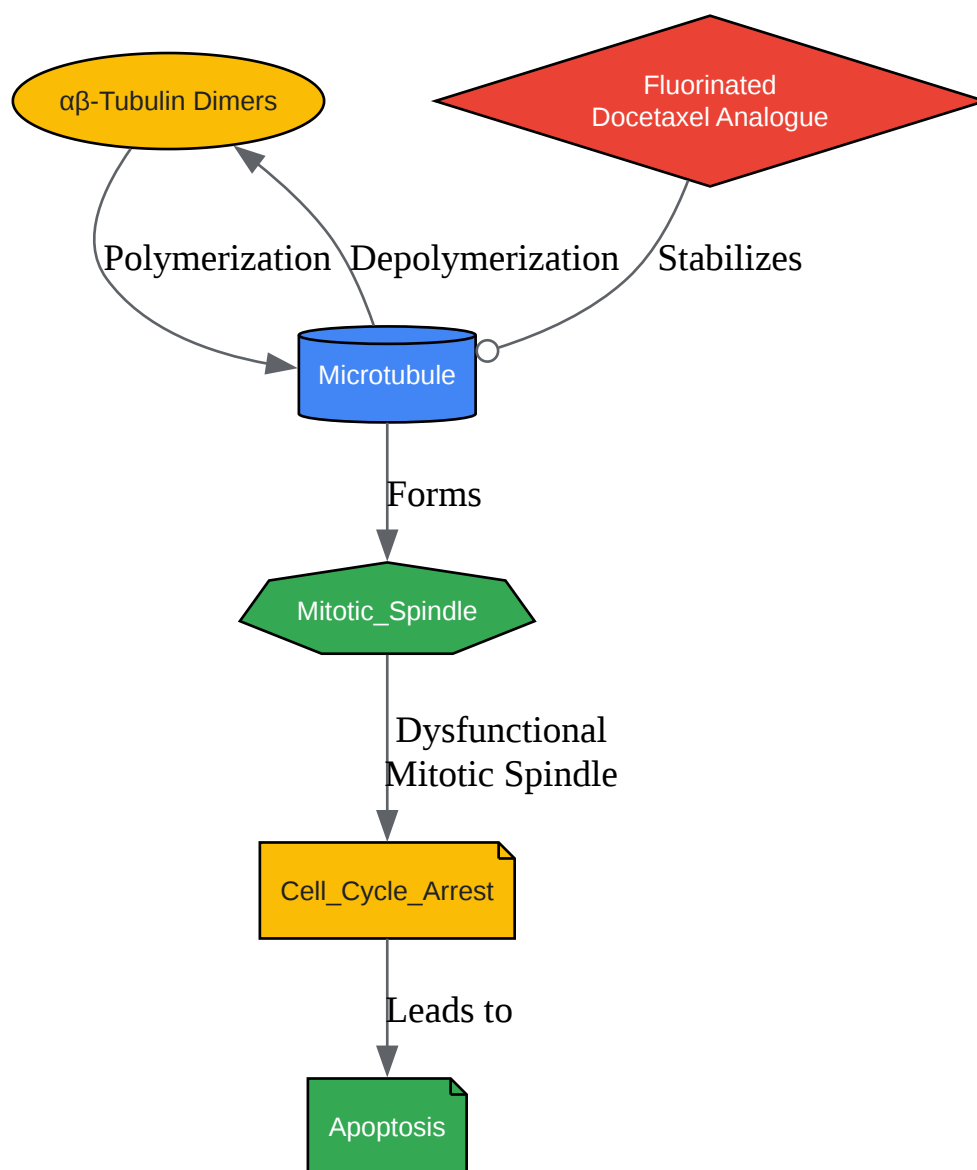 αβ-Tubulin Dimers
Fluorinated
Docetaxel Analogue
Polymerization
Depolymerization
Stabilizes
Microtubule
Forms
Mitotic_Spindle
Dysfunctional
Mitotic Spindle
Cell_Cycle_Arrest
Leads to
Apoptosis